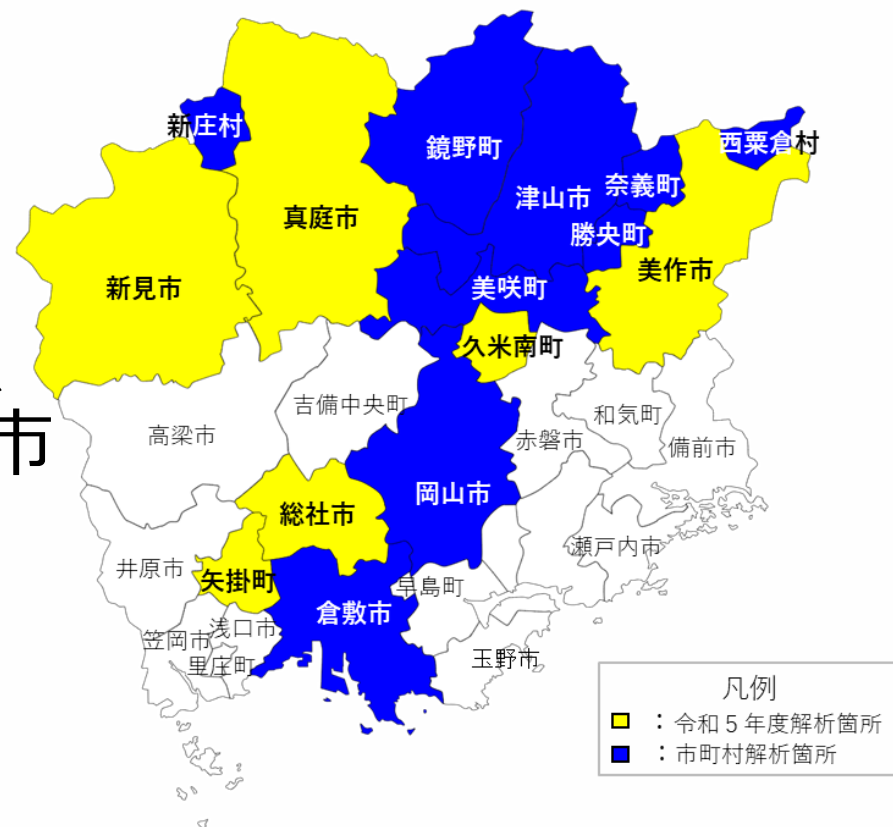 新庄村
鏡野町
西粟倉村
奈義町
津山市
真庭市
勝央町
美作市
新見市
美咲町
久米南町
吉備中央町
和気町
市
高梁市
赤磐市
備前市
岡山市
総社市
瀬戸内市
井原市
矢掛町
早島町
倉敷市
浅口市
笠岡市
里庄町
玉野市
凡例
：令和５年度解析箇所
：市町村解析箇所